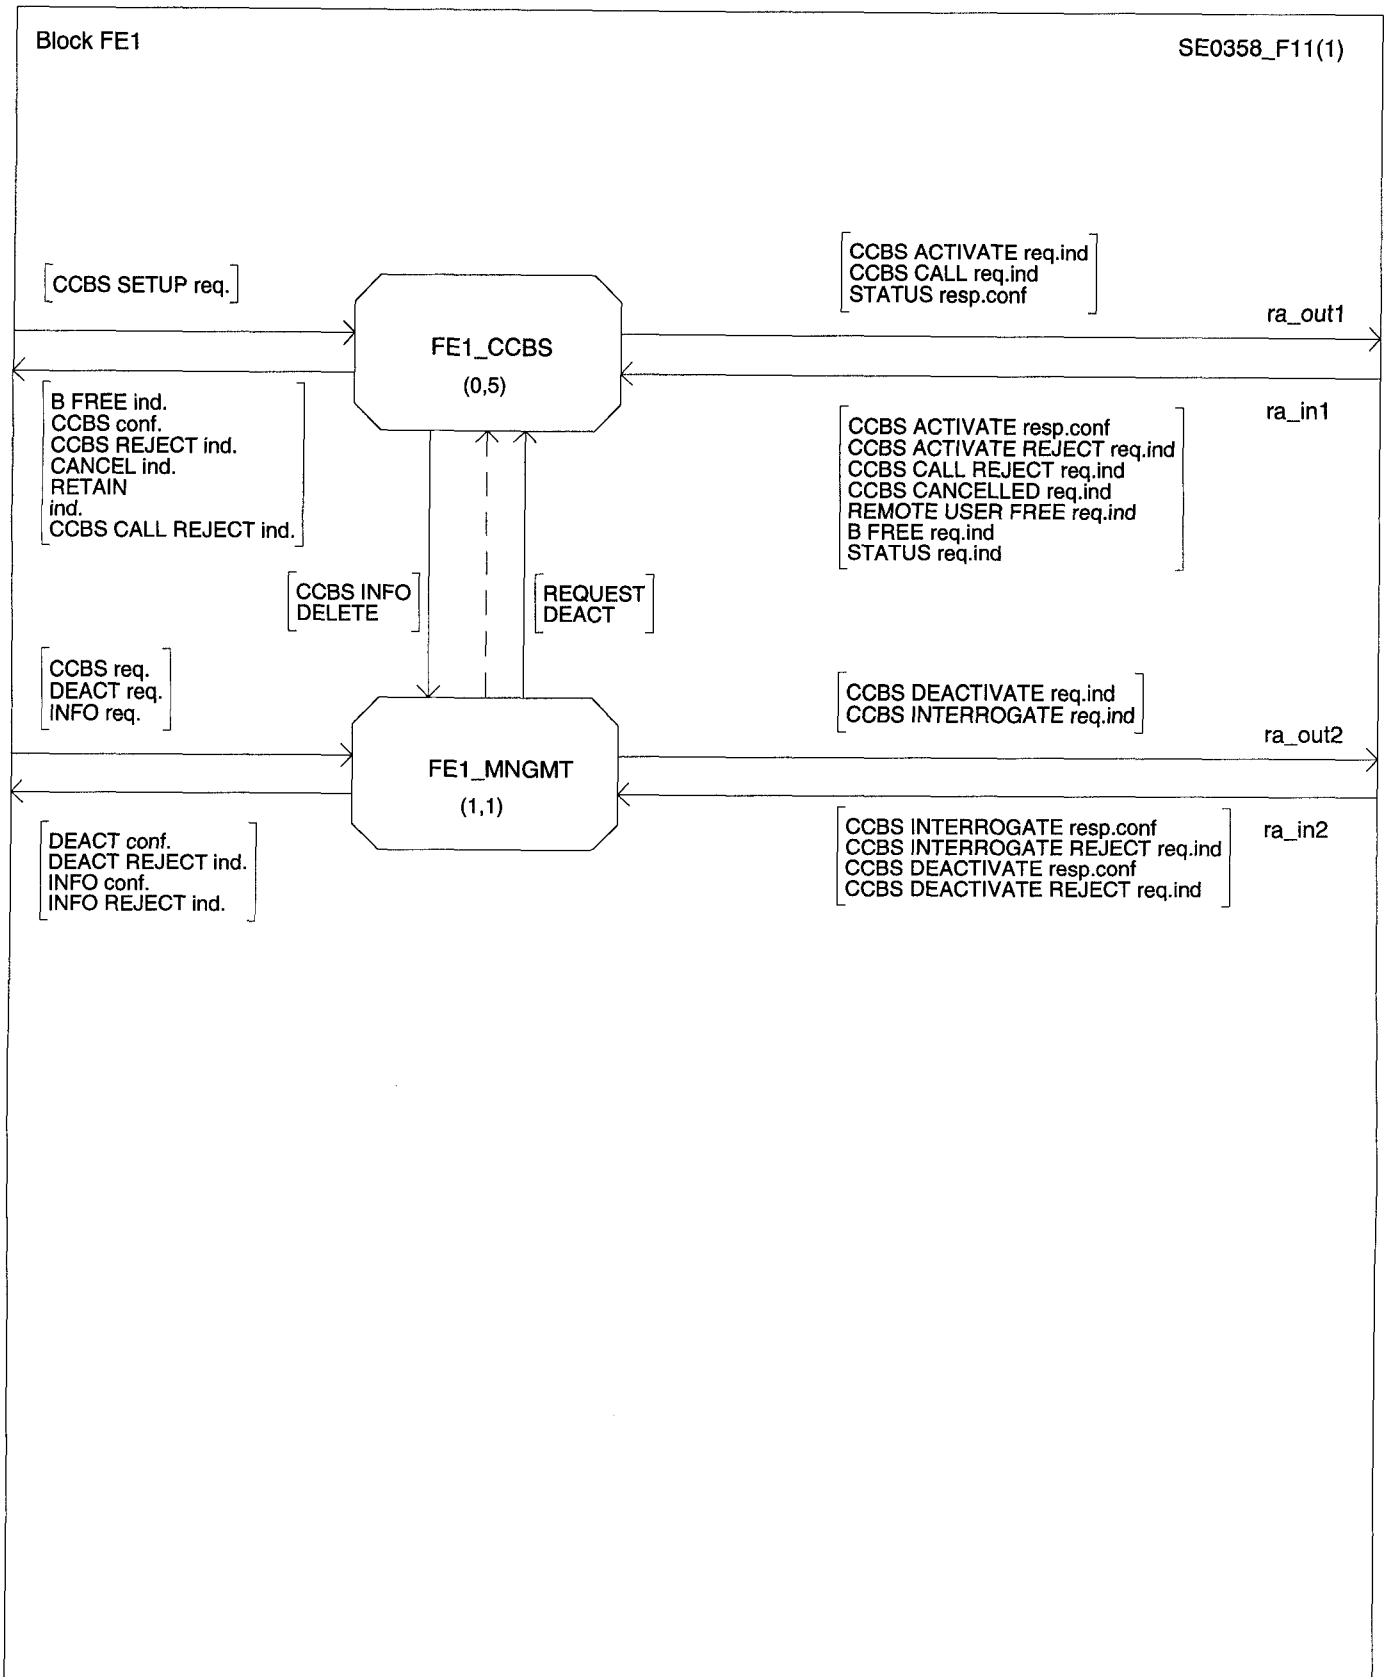 Block FE1
SE0358_F11(1)
CCBS SETUP req.
CCBS ACTIVATE req.ind
CCBS CALL req.ind
STATUS resp.conf
ra_out1
FE1_CCBS
(0,5)
ra_in1
B FREE ind.
CCBS conf.
CCBS REJECT ind.
CANCEL ind.
RETAIN
ind.
CCBS CALL REJECT ind.
CCBS ACTIVATE resp.conf
CCBS ACTIVATE REJECT req.ind
CCBS CALL REJECT req.ind
CCBS CANCELLED req.ind
REMOTE USER FREE req.ind
B FREE req.ind
STATUS req.ind
CCBS INFO
DELETE
REQUEST
DEACT
CCBS req.
DEACT req.
INFO req.
CCBS DEACTIVATE req.ind
CCBS INTERROGATE req.ind
ra_out2
FE1_MNGMT
(1,1)
ra_in2
DEACT conf.
DEACT REJECT ind.
INFO conf.
INFO REJECT ind.
CCBS INTERROGATE resp.conf
CCBS INTERROGATE REJECT req.ind
CCBS DEACTIVATE resp.conf
CCBS DEACTIVATE REJECT req.ind